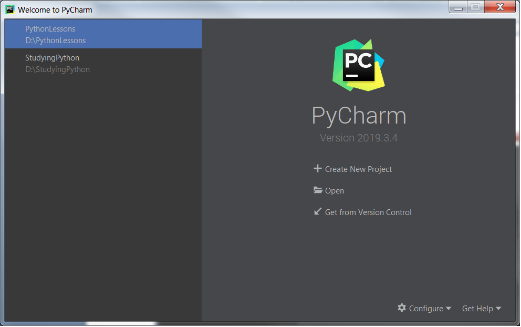 Welcome to PyCharm
PythonLessons
D:\PythonLessons
StudyingPython
D:\StudyingPython
PC
PyCharm
Version 2019.3.4
Create New Project
Open
Get from Version Control
Configure
Get Help